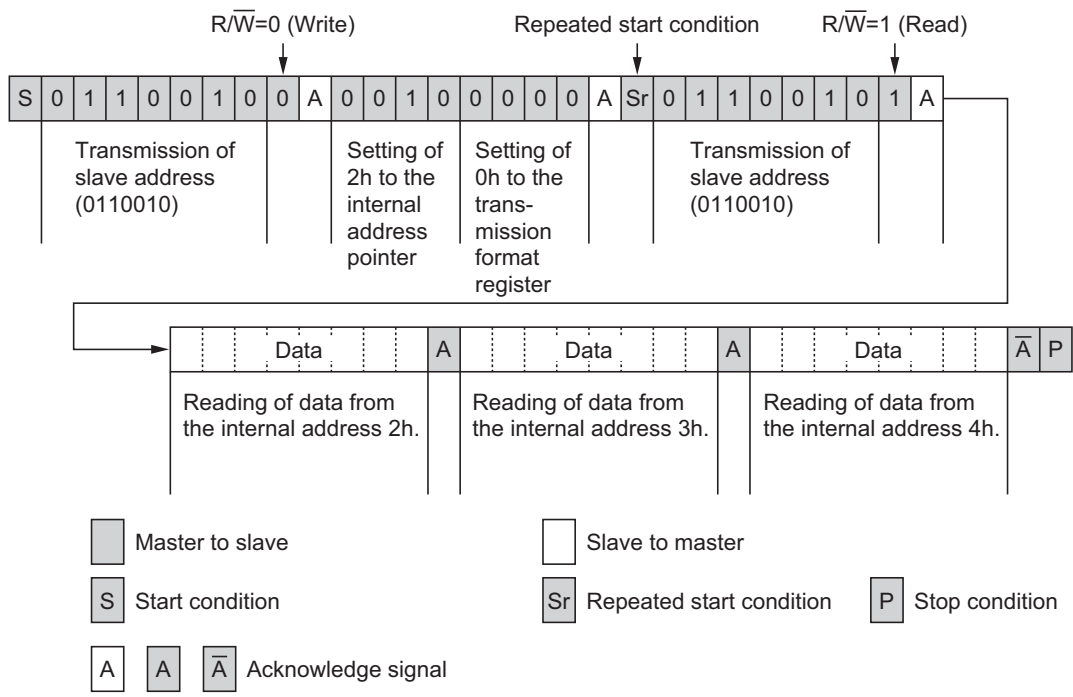 R/W̅=0 (Write) Repeated start condition R/W̅=1 (Read)
S 0 1 1 0 0 1 0 0 A 0 0 1 0 0 0 0 0 A Sr 0 1 1 0 0 1 0 1 A
Transmission of
slave address
(0110010)
Setting of
2h to the
internal
address
pointer
Setting of
0h to the
trans-
mission
format
register
Transmission of
slave address
(0110010)
Data A Data A Data A̅ P
Reading of data from
the internal address 2h.
Reading of data from
the internal address 3h.
Reading of data from
the internal address 4h.
Master to slave
Slave to master
S Start condition
Sr Repeated start condition
P Stop condition
A A A̅ Acknowledge signal